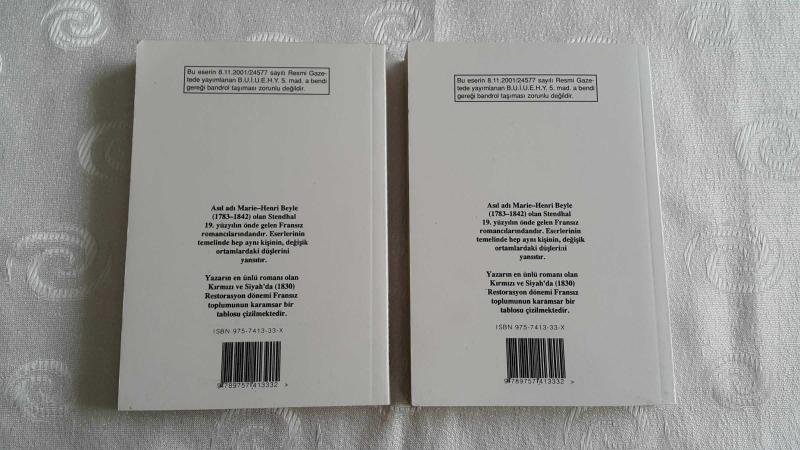 Bu eserin 8.11.2001/24577 sayılı Resmi Gaze-
tede yayımlanan B.U.İ.U.E.H.Y. 5. mad. a bendi
gereği bandrol taşıması zorunlu değildir.
Asıl adı Marie-Henri Beyle
(1783-1842) olan Stendhal
19. yüzyılın önde gelen Fransız
romancılarındandır. Eserlerinin
temelinde hep aynı kişinin, değişik
ortamlardaki düşlerini
yansıtır.
Yazarın en ünlü romanı olan
Kırmızı ve Siyah'da (1830)
Restorasyon dönemi Fransız
toplumunun karamsar bir
tablosu çizilmektedir.
ISBN 975-7413-33-X
9789757413332 >
Bu eserin 8.11.2001/24577 sayılı Resmi Gaze-
tede yayımlanan B.U.İ.U.E.H.Y. 5. mad. a bendi
gereği bandrol taşıması zorunlu değildir.
Asıl adı Marie-Henri Beyle
(1783-1842) olan Stendhal
19. yüzyılın önde gelen Fransız
romancılarındandır. Eserlerinin
temelinde hep aynı kişinin, değişik
ortamlardaki düşlerini
yansıtır.
Yazarın en ünlü romanı olan
Kırmızı ve Siyah'da (1830)
Restorasyon dönemi Fransız
toplumunun karamsar bir
tablosu çizilmektedir.
ISBN 975-7413-33-X
9789757413332 >